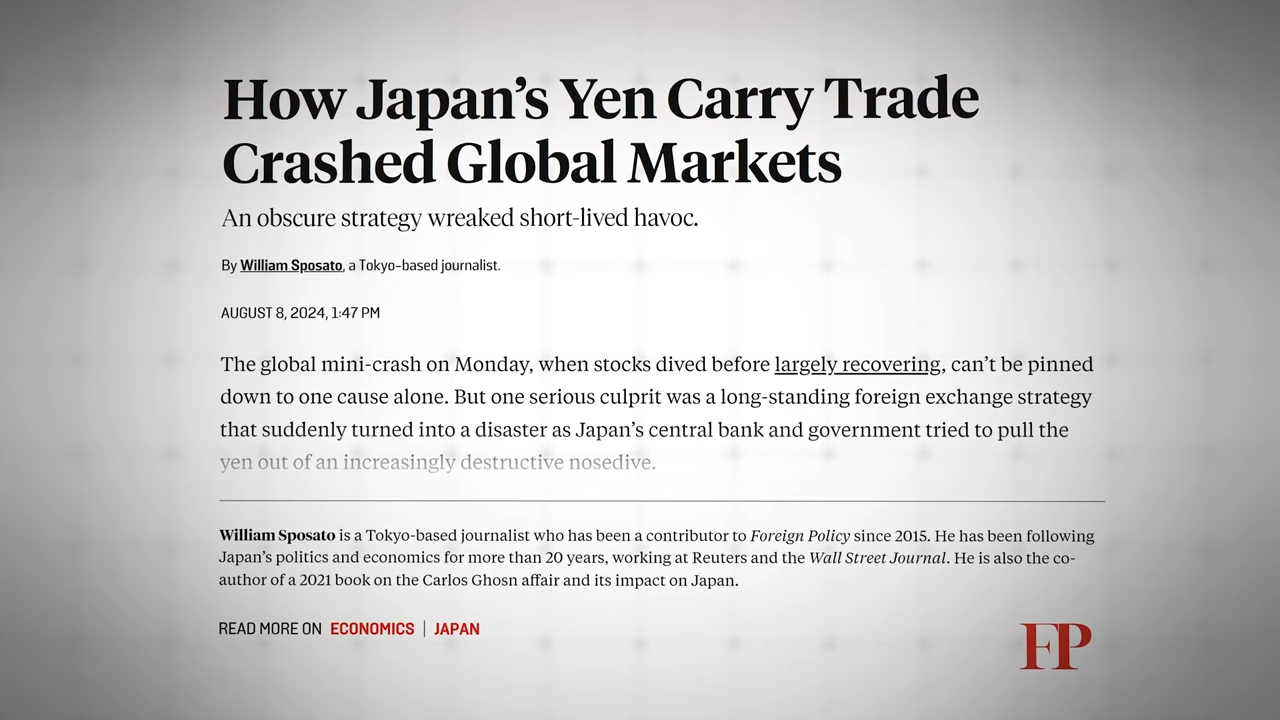 How Japan’s Yen Carry Trade
Crashed Global Markets
An obscure strategy wreaked short-lived havoc.
By William Sposato, a Tokyo-based journalist.
AUGUST 8, 2024, 1:47 PM
The global mini-crash on Monday, when stocks dived before largely recovering, can’t be pinned
down to one cause alone. But one serious culprit was a long-standing foreign exchange strategy
that suddenly turned into a disaster as Japan’s central bank and government tried to pull the
yen out of an increasingly destructive nosedive.
William Sposato is a Tokyo-based journalist who has been a contributor to Foreign Policy since 2015. He has been following
Japan’s politics and economics for more than 20 years, working at Reuters and the Wall Street Journal. He is also the co-
author of a 2021 book on the Carlos Ghosn affair and its impact on Japan.
READ MORE ON ECONOMICS | JAPAN
FP